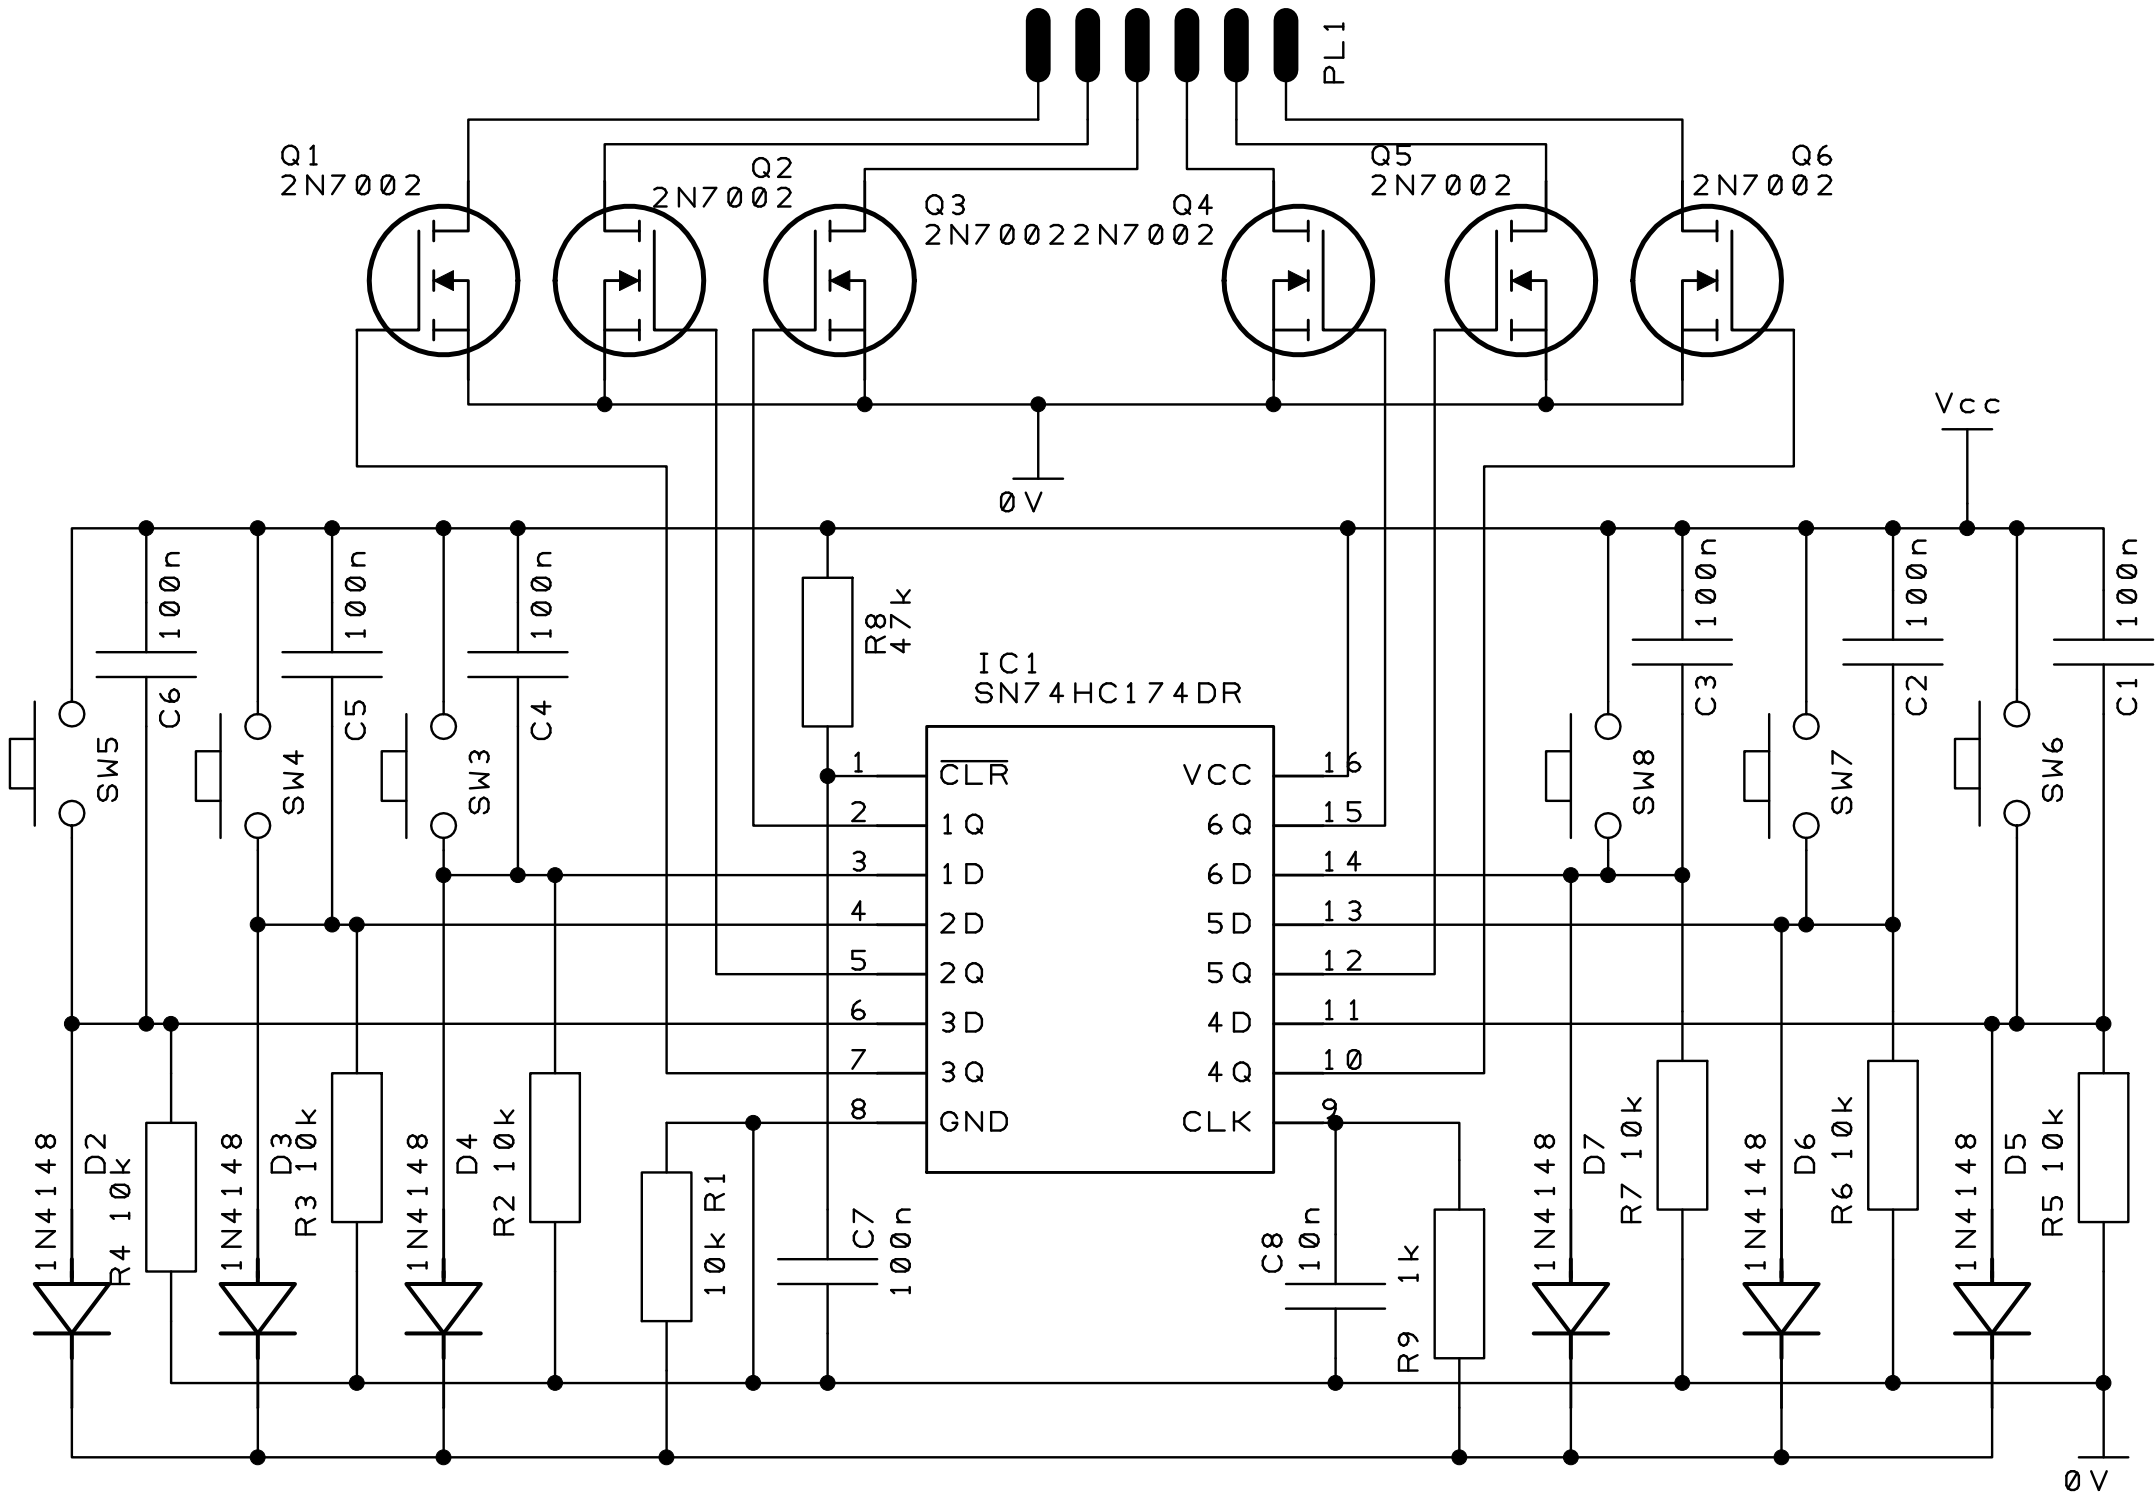 PL1
Q1
2N7002
Q2
2N7002
Q3
2N7002
Q4
2N7002
Q5
2N7002
Q6
2N7002
Vcc
0V
100n
C6
100n
C5
100n
C4
R8
47k
100n
C3
100n
C2
100n
C1
SW5
SW4
SW3
SW8
SW7
SW6
IC1
SN74HC174DR
1 CLR VCC 16
2 1Q 6Q 15
3 1D 6D 14
4 2D 5D 13
5 2Q 5Q 12
6 3D 4D 11
7 3Q 4Q 10
8 GND CLK 9
1N4148
D2
R4 10k
1N4148
D3
R3 10k
1N4148
D4
R2 10k
10k R1
C7
100n
C8
10n
R9 1k
1N4148
D7
R7 10k
1N4148
D6
R6 10k
1N4148
D5
R5 10k
0V